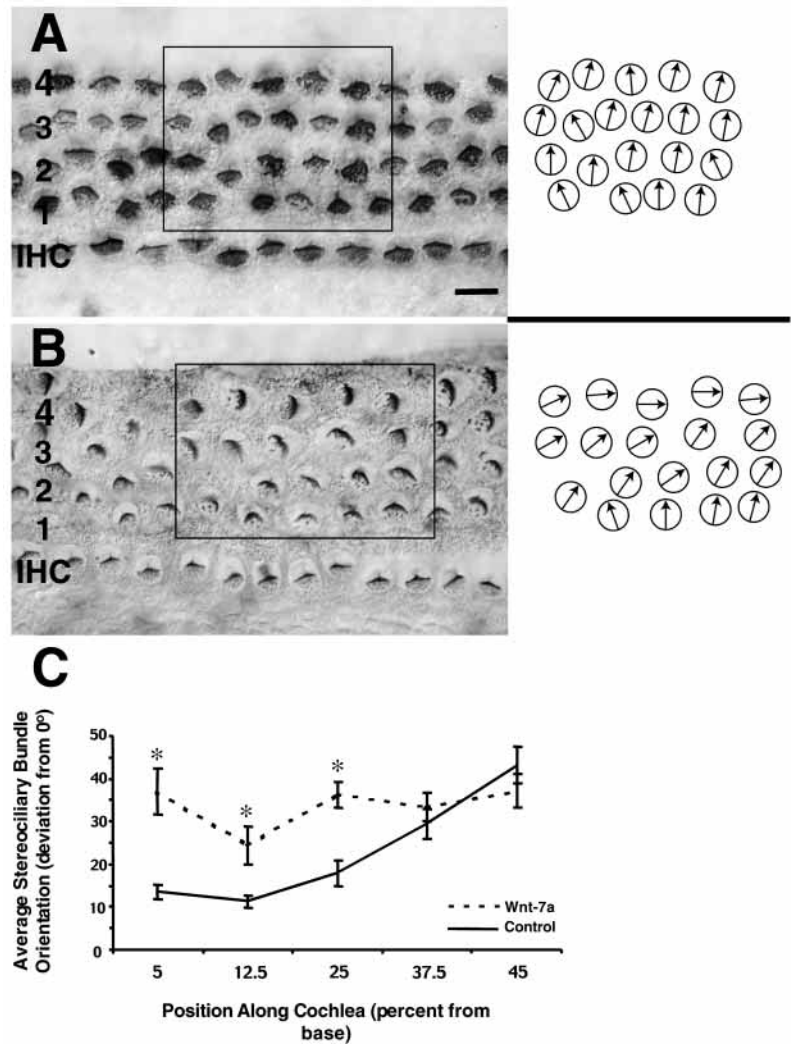 A
4
3
2
1
IHC
B
4
3
2
1
IHC
C
Average Stereociliary Bundle
Orientation (deviation from 0º)
50
40
30
20
10
0
*
*
*
Wnt-7a
Control
5 12.5 25 37.5 45
Position Along Cochlea (percent from
base)